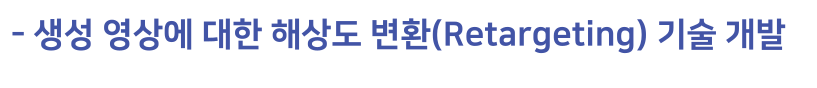 - 생성 영상에 대한 해상도 변환(Retargeting) 기술 개발